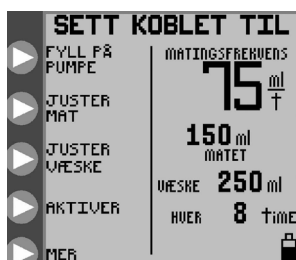 SETT KOBLET TIL
FYLL PÅ
PUMPE
JUSTER
MAT
JUSTER
VÆSKE
AKTIVER
MER
MATINGSFREKVENS
75 ml
t
150 ml
MATET
VÆSKE 250 ml
HVER 8 time